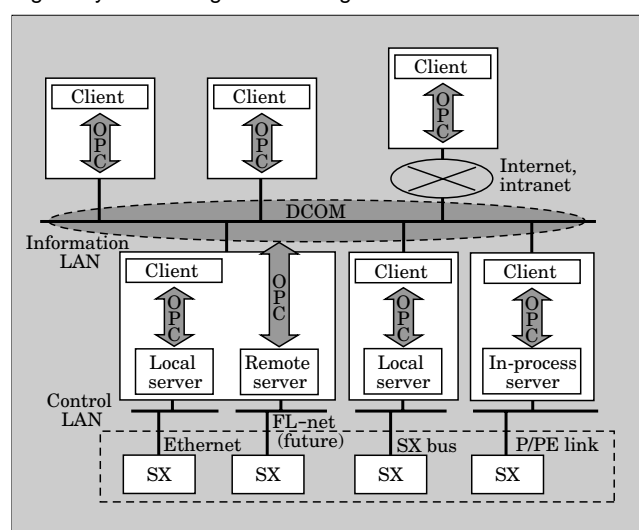 Client
Client
Client
OPC
OPC
OPC
Internet,
intranet
DCOM
Information
LAN
Client
OPC
Client
Client
OPC
OPC
OPC
Local
server
Remote
server
Local
server
In-process
server
Control
LAN
Ethernet
FL-net
(future)
SX bus
P/PE link
SX
SX
SX
SX